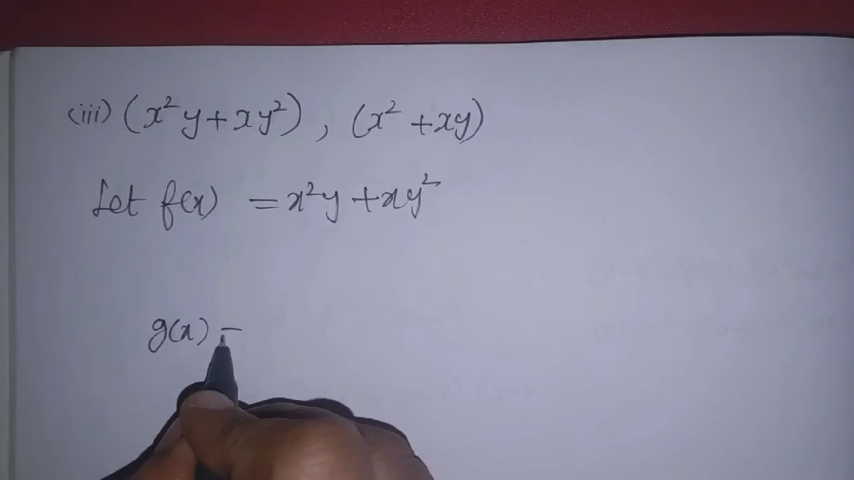 (iii) (x²y+xy²), (x²+xy)
Let f(x) = x²y+xy²
g(x) =